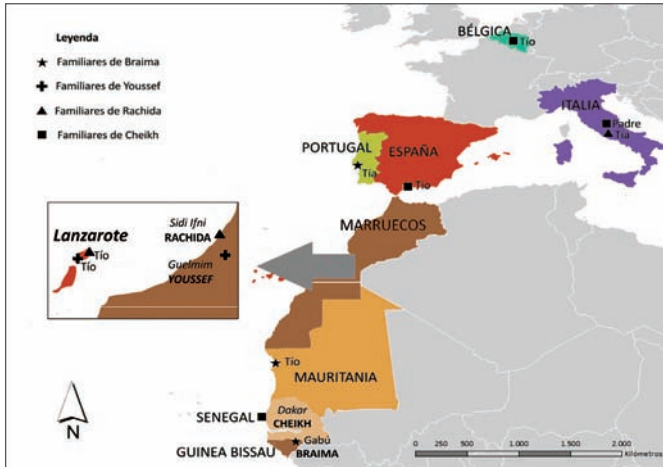 Leyenda
Familiares de Braima
Familiares de Youssef
Familiares de Rachida
Familiares de Cheikh
BÉLGICA
Tío
ITALIA
Padre
Tía
PORTUGAL
Tía
ESPAÑA
Tío
MARRUECOS
Lanzarote
Tío
Tío
Sidi Ifni
RACHIDA
Guelmim
YOUSSEF
Tío
MAURITANIA
SENEGAL
Dakar
CHEIKH
Gabú
GUINEA BISSAU
BRAIMA
N
0 250 500 1.000 1.500 2.000
Kilometros